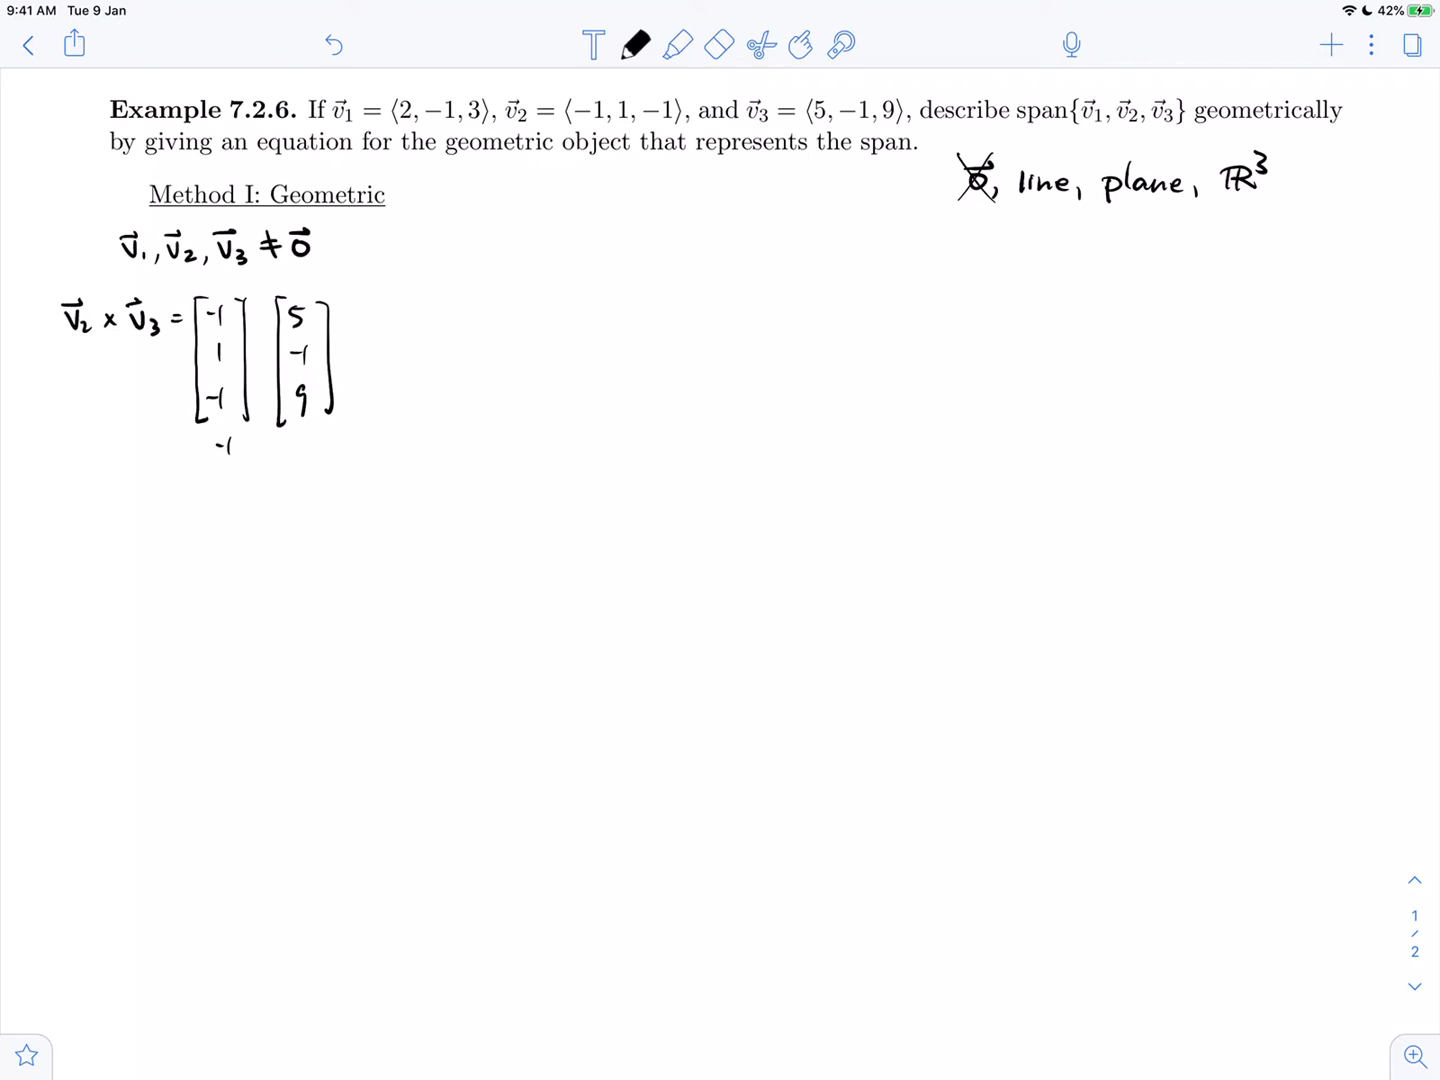 9:41 AM Tue 9 Jan 42%
T
Example 7.2.6. If v⃗1 = ⟨2, −1, 3⟩, v⃗2 = ⟨−1, 1, −1⟩, and v⃗3 = ⟨5, −1, 9⟩, describe span{v⃗1, v⃗2, v⃗3} geometrically
by giving an equation for the geometric object that represents the span.
0⃗, line, plane, ℝ³
Method I: Geometric
v⃗1, v⃗2, v⃗3 ≠ 0⃗
v⃗2 × v⃗3 = [-1 [5
1 -1
-1] 9]
-1
1
/
2